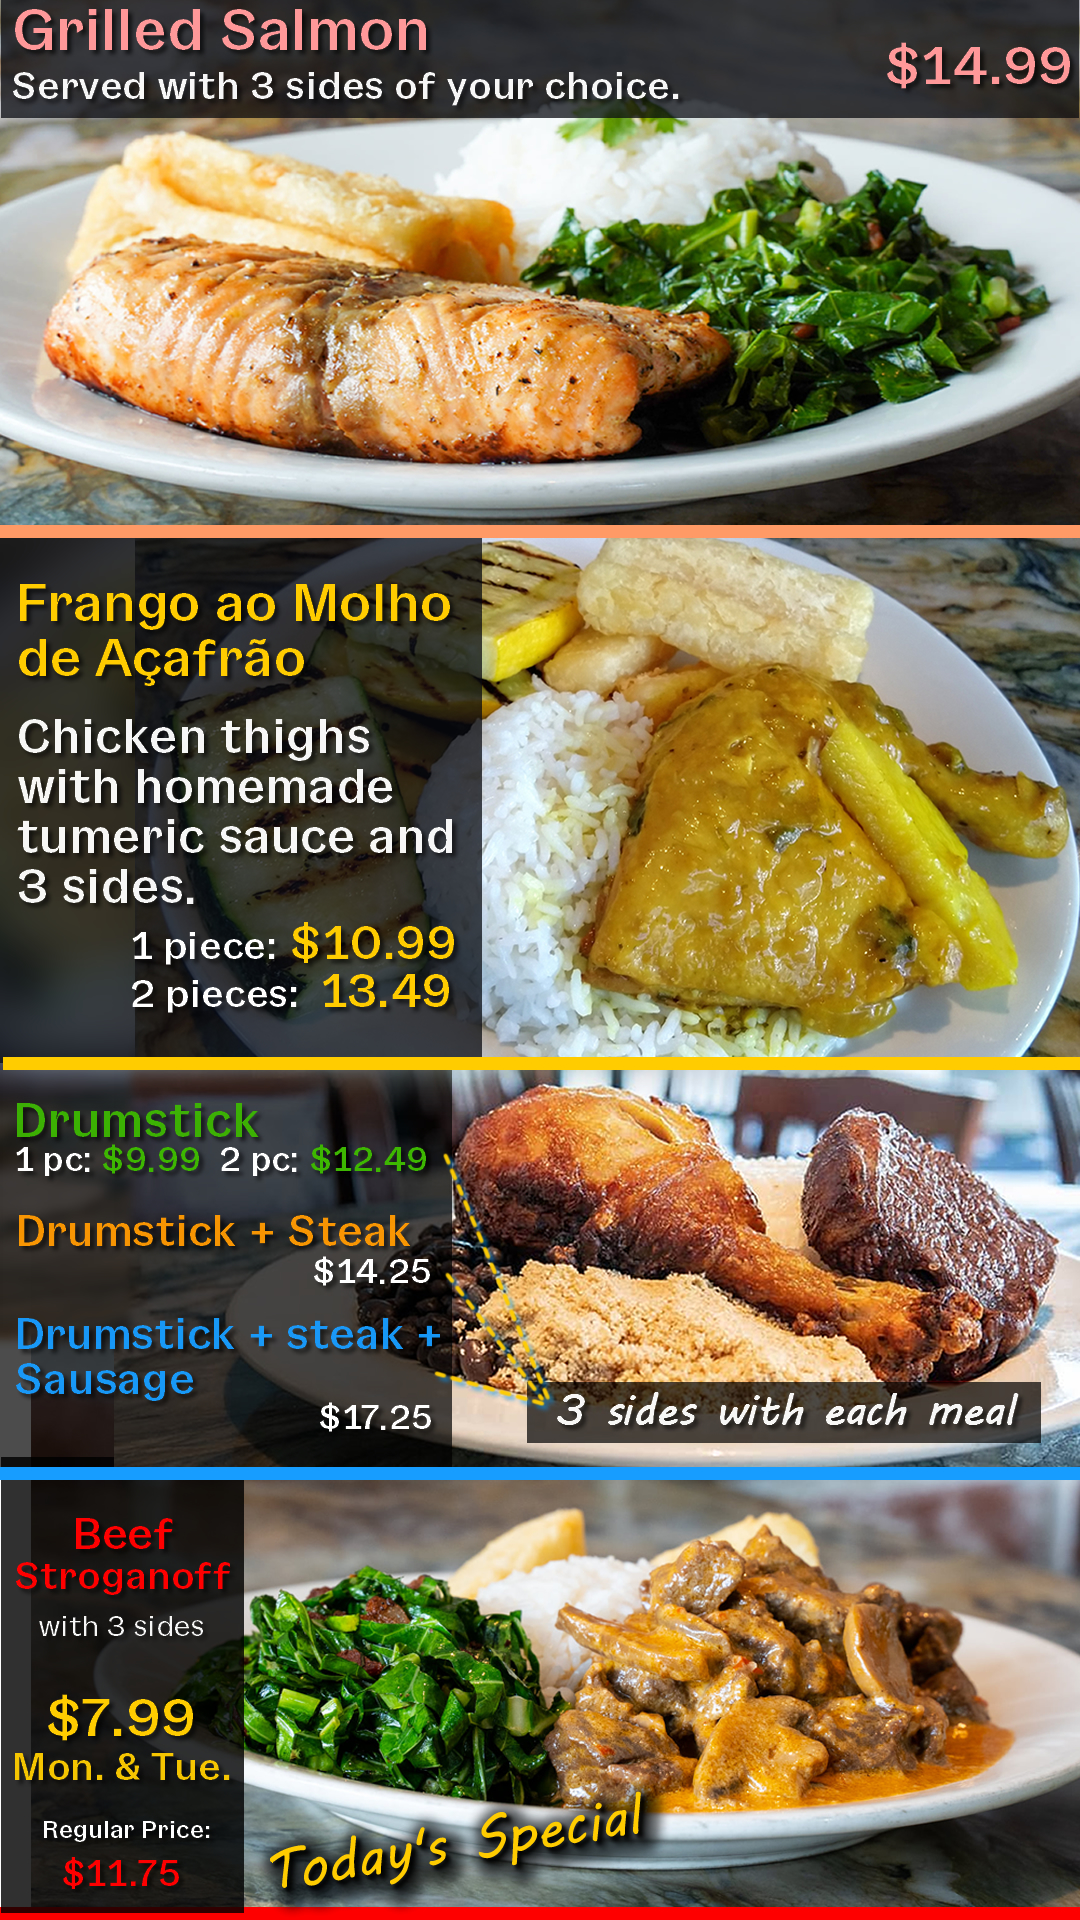 Grilled Salmon
Served with 3 sides of your choice.
$14.99
Frango ao Molho
de Açafrão
Chicken thighs
with homemade
tumeric sauce and
3 sides.
1 piece: $10.99
2 pieces: 13.49
Drumstick
1 pc: $9.99 2 pc: $12.49
Drumstick + Steak
$14.25
Drumstick + steak +
Sausage
$17.25
3 sides with each meal
Beef
Stroganoff
with 3 sides
$7.99
Mon. & Tue.
Regular Price:
$11.75
Today's Special